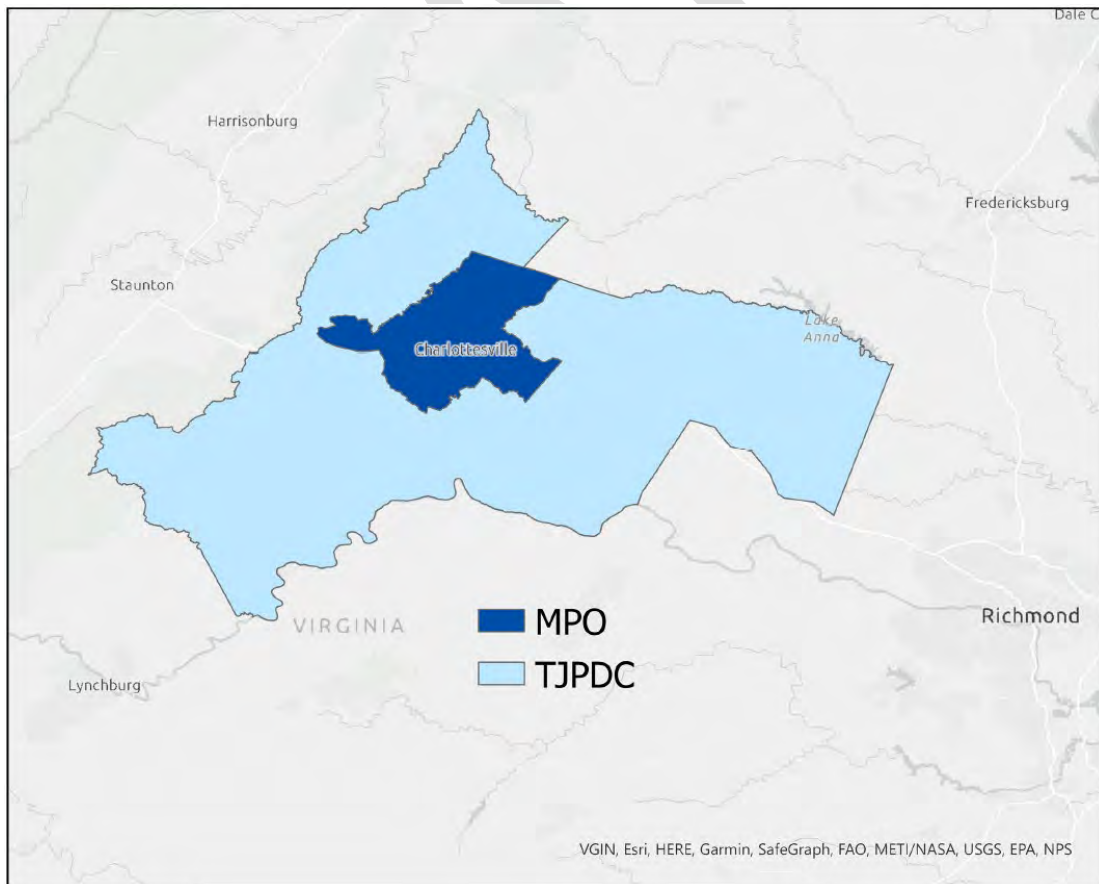 Dale C
Harrisonburg
Fredericksburg
Staunton
Lake
Anna
Charlottesville
MPO
Richmond
VIRGINIA
TJPDC
Lynchburg
VGIN, Esri, HERE, Garmin, SafeGraph, FAO, METI/NASA, USGS, EPA, NPS